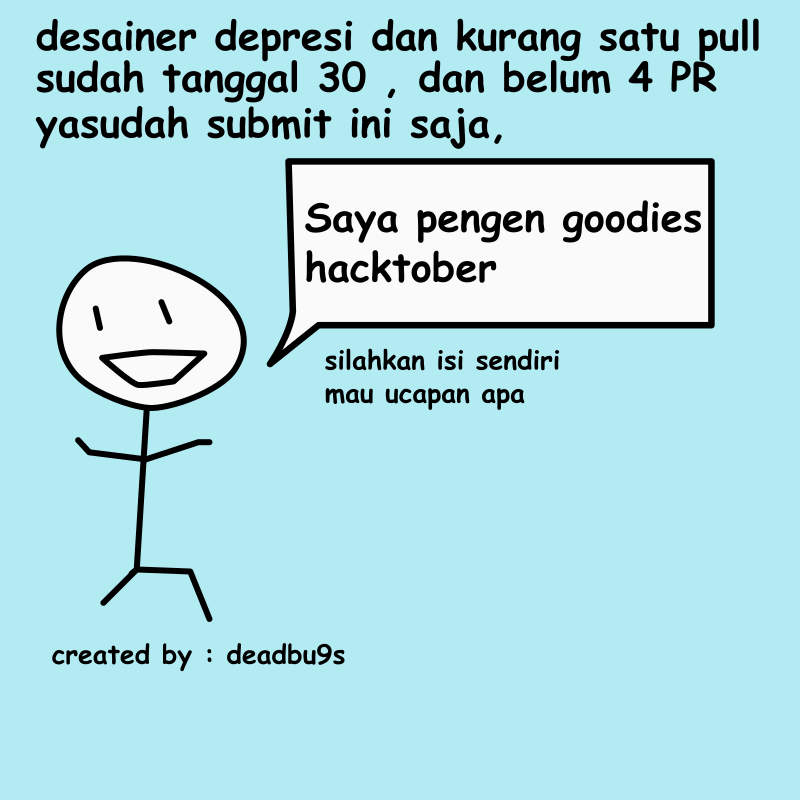 desainer depresi dan kurang satu pull
sudah tanggal 30 , dan belum 4 PR
yasudah submit ini saja,
Saya pengen goodies
hacktober
silahkan isi sendiri
mau ucapan apa
created by : deadbu9s